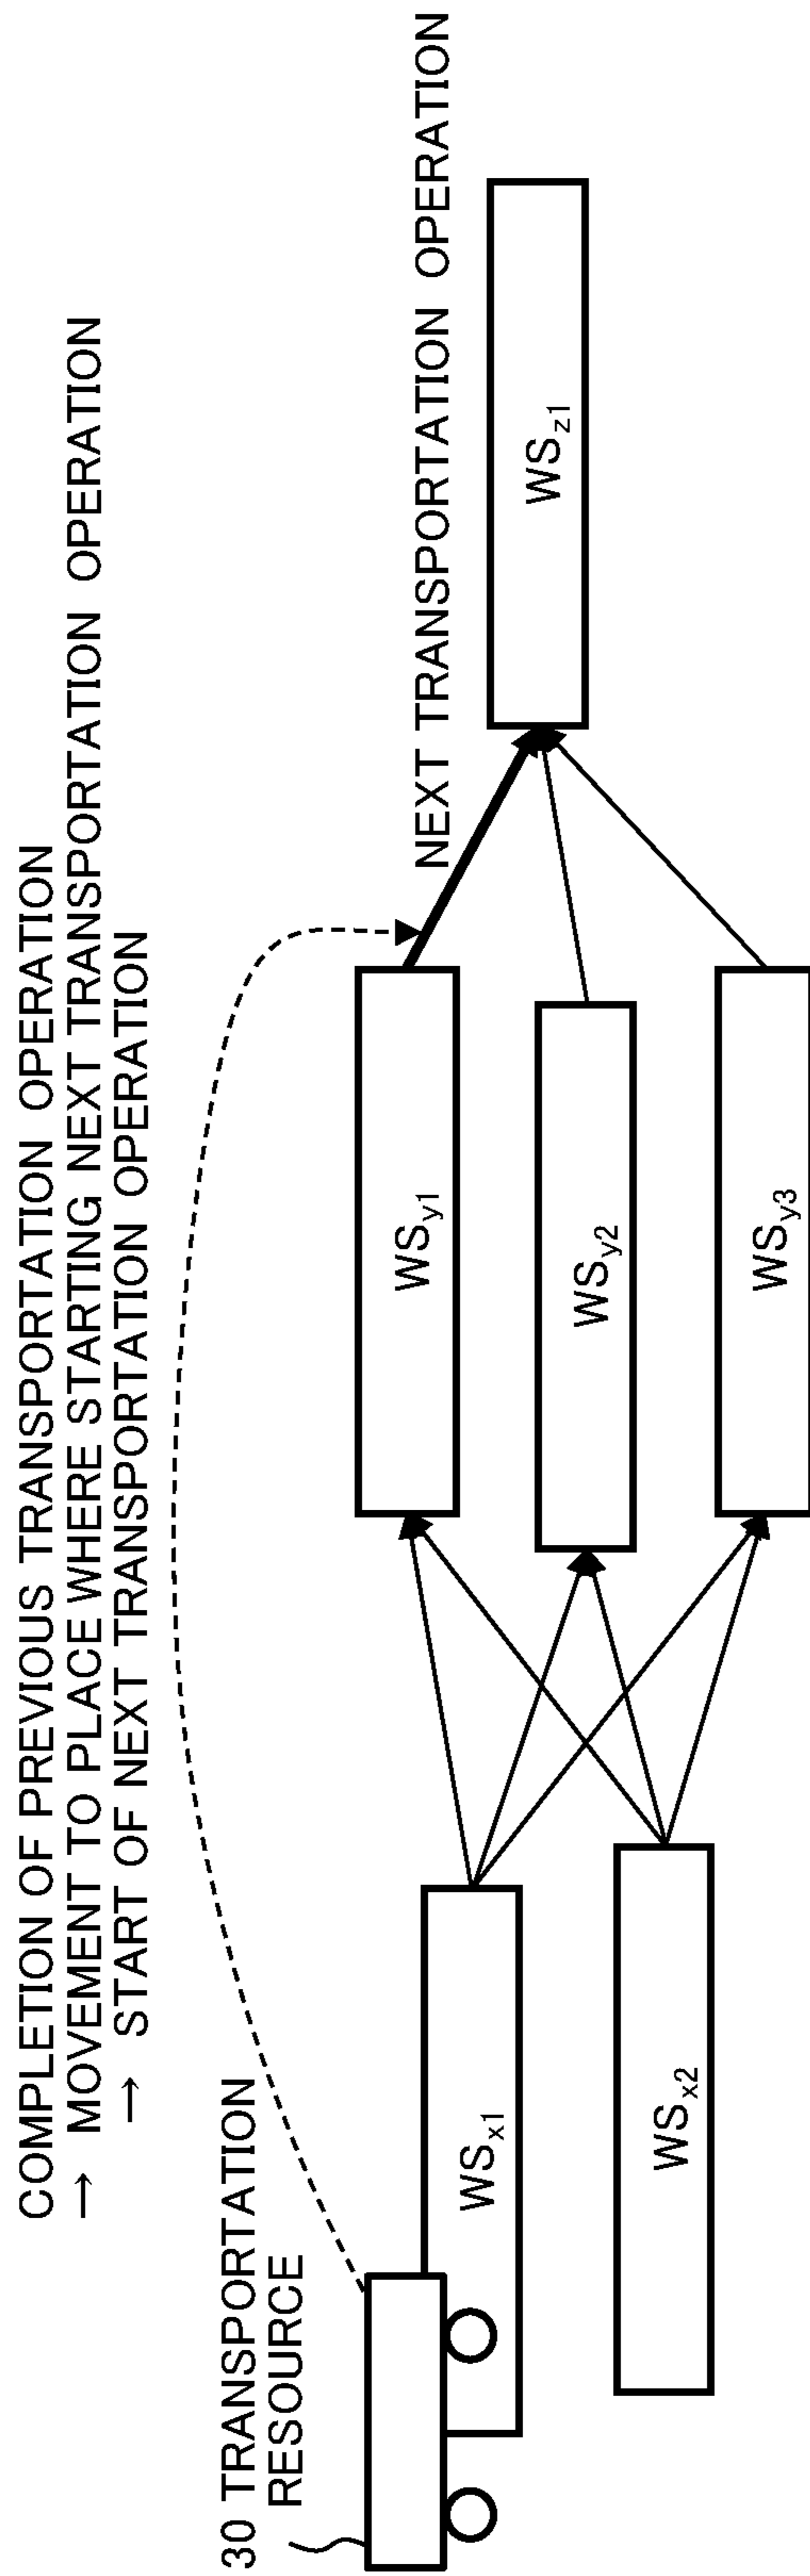 COMPLETION OF PREVIOUS TRANSPORTATION OPERATION
→ MOVEMENT TO PLACE WHERE STARTING NEXT TRANSPORTATION OPERATION
→ START OF NEXT TRANSPORTATION OPERATION
30 TRANSPORTATION
RESOURCE
NEXT TRANSPORTATION OPERATION
WSx1
WSx2
WSy1
WSy2
WSy3
WSz1